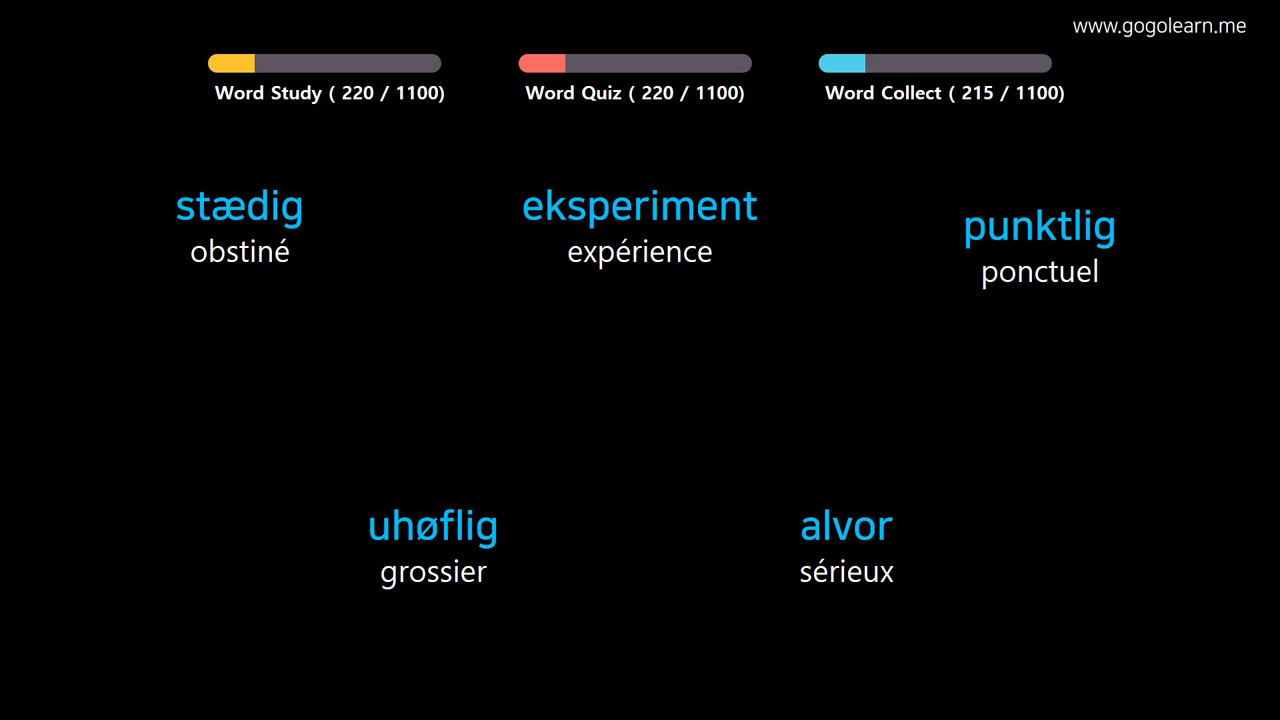 www.gogolearn.me
Word Study ( 220 / 1100)
Word Quiz ( 220 / 1100)
Word Collect ( 215 / 1100)
stædig
obstiné
eksperiment
expérience
punktlig
ponctuel
uhøflig
grossier
alvor
sérieux